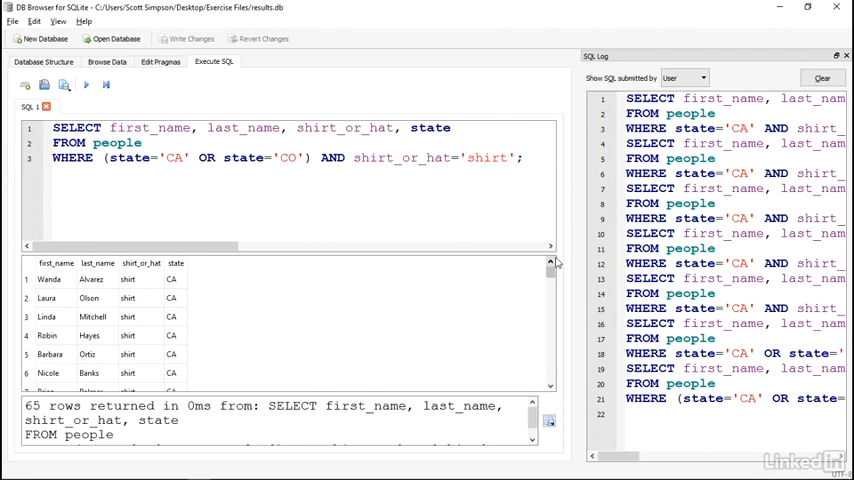 DB Browser for SQLite - C:/Users/Scott Simpson/Desktop/Exercise Files/results.db
File Edit View Help
New Database Open Database Write Changes Revert Changes
Database Structure Browse Data Edit Pragmas Execute SQL
SQL 1
1 SELECT first_name, last_name, shirt_or_hat, state
2 FROM people
3 WHERE (state='CA' OR state='CO') AND shirt_or_hat='shirt';
first_name last_name shirt_or_hat state
1 Wanda Alvarez shirt CA
2 Laura Olson shirt CA
3 Linda Mitchell shirt CA
4 Robin Hayes shirt CA
5 Barbara Ortiz shirt CA
6 Nicole Banks shirt CA
65 rows returned in 0ms from: SELECT first_name, last_name,
shirt_or_hat, state
FROM people
SQL Log
Show SQL submitted by User Clear
1 SELECT first_name, last_nam
2 FROM people
3 WHERE state='CA' AND shirt_
4 SELECT first_name, last_nam
5 FROM people
6 WHERE state='CA' AND shirt_
7 SELECT first_name, last_nam
8 FROM people
9 WHERE state='CA' AND shirt_
10 SELECT first_name, last_nam
11 FROM people
12 WHERE state='CA' AND shirt_
13 SELECT first_name, last_nam
14 FROM people
15 WHERE state='CA' AND shirt_
16 SELECT first_name, last_nam
17 FROM people
18 WHERE state='CA' OR state='
19 SELECT first_name, last_nam
20 FROM people
21 WHERE (state='CA' OR state=
22
LinkedIn
UTF-8